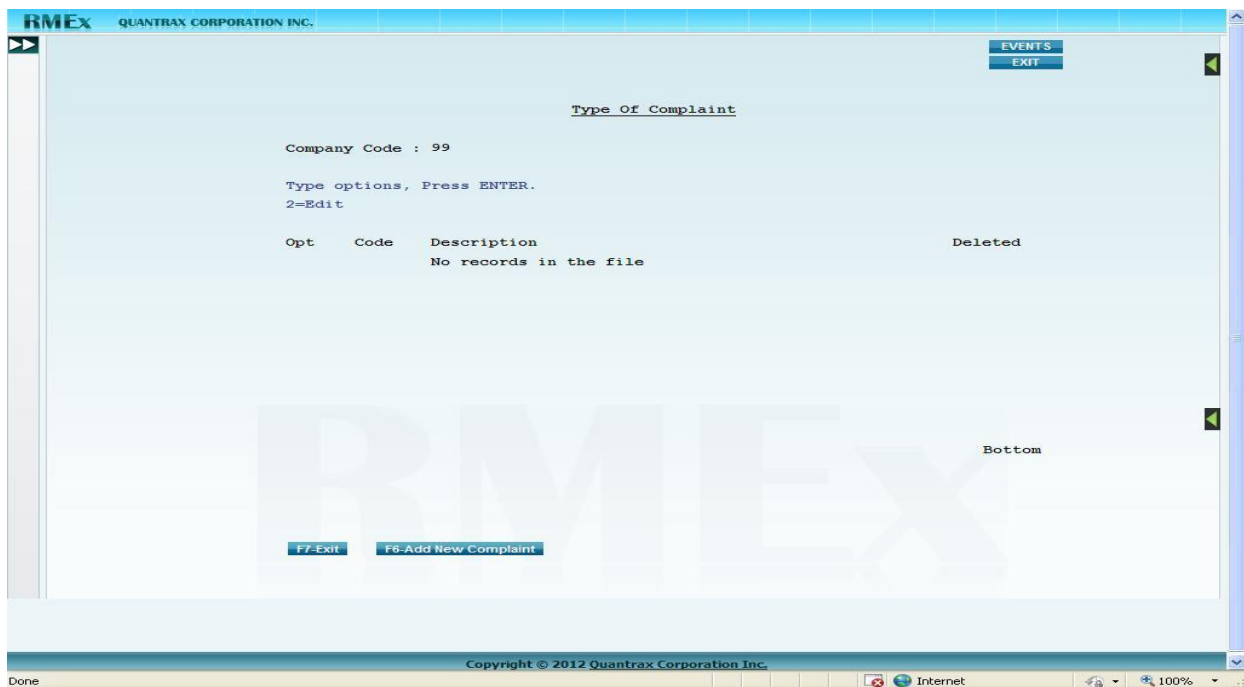 RMEx QUANTRAX CORPORATION INC.
EVENTS
EXIT
Type Of Complaint
Company Code : 99
Type options, Press ENTER.
2=Edit
Opt Code Description Deleted
No records in the file
Bottom
RMEx
F7-Exit F6-Add New Complaint
Copyright © 2012 Quantrax Corporation Inc.
Done Internet 100%